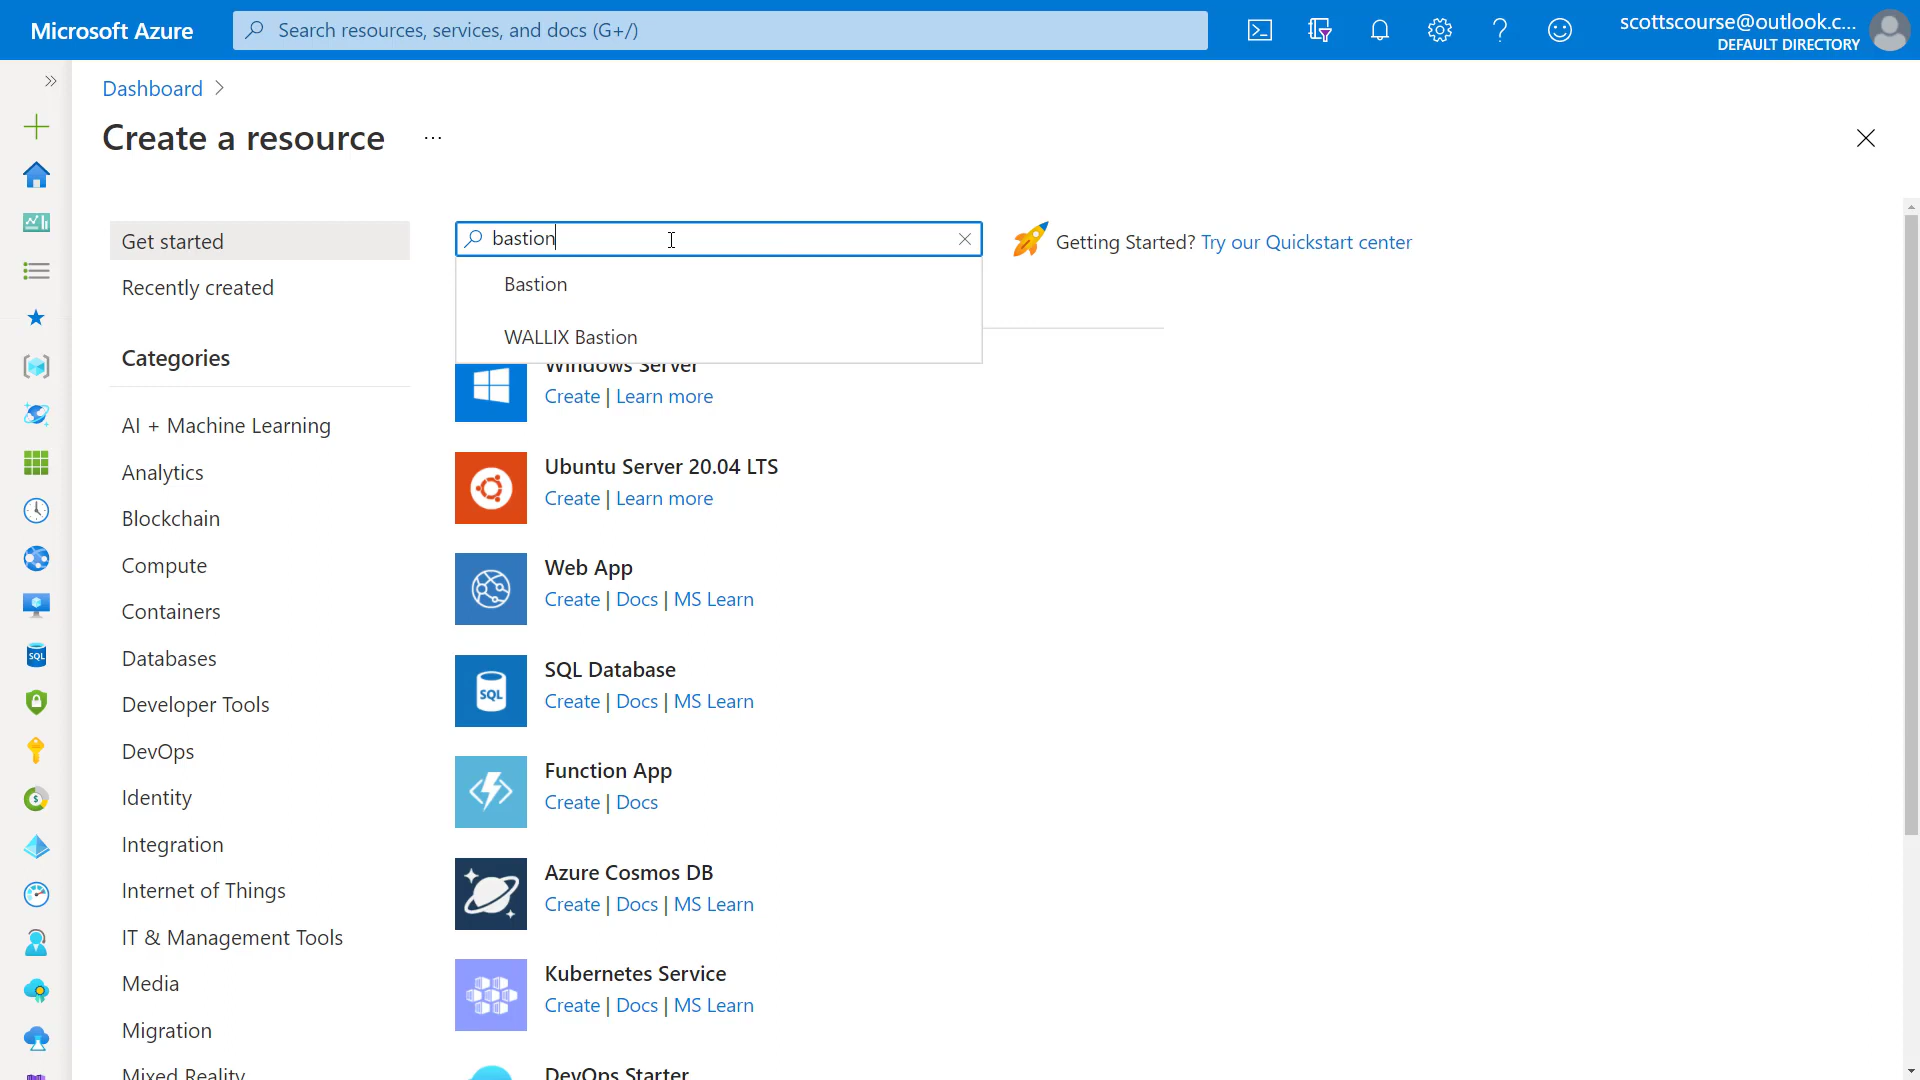 Microsoft Azure
Search resources, services, and docs (G+/)
scottscourse@outlook.c...
DEFAULT DIRECTORY
Dashboard
Create a resource
...
Get started
Recently created
Categories
AI + Machine Learning
Analytics
Blockchain
Compute
Containers
Databases
Developer Tools
DevOps
Identity
Integration
Internet of Things
IT & Management Tools
Media
Migration
Mixed Reality
bastion
Bastion
WALLIX Bastion
Getting Started? Try our Quickstart center
Windows Server
Create | Learn more
Ubuntu Server 20.04 LTS
Create | Learn more
Web App
Create | Docs | MS Learn
SQL
SQL Database
Create | Docs | MS Learn
Function App
Create | Docs
Azure Cosmos DB
Create | Docs | MS Learn
Kubernetes Service
Create | Docs | MS Learn
DevOps Starter
SQL